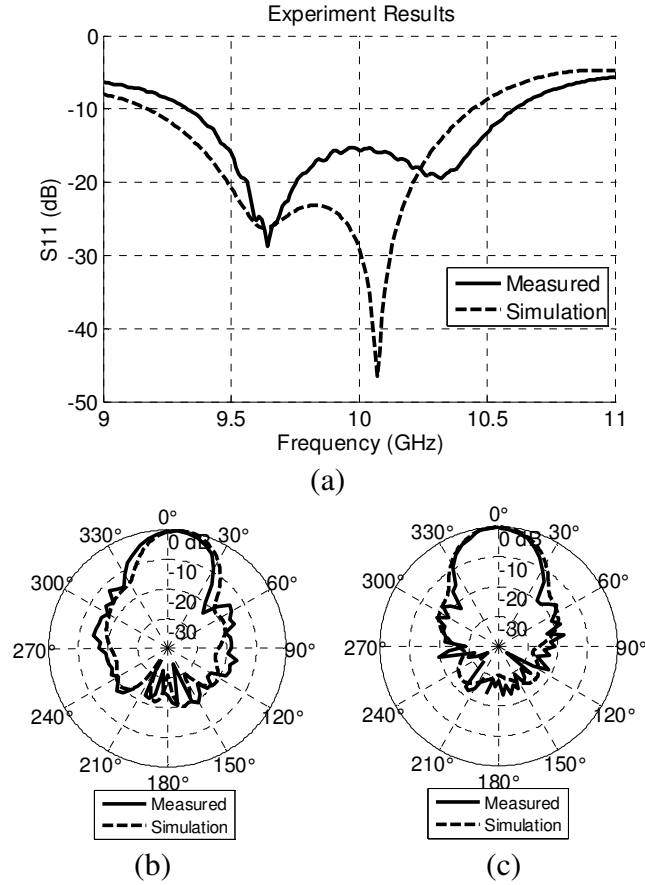 Experiment Results
0
-10
-20
-30
-40
-50
S11 (dB)
Measured
Simulation
9
9.5
10
10.5
11
Frequency (GHz)
(a)
0°
330°
30°
0 dB
-10
300°
60°
-20
30
270°
90°
240°
120°
210°
150°
180°
Measured
Simulation
(b)
0°
330°
30°
0 dB
-10
300°
60°
-20
30
270°
90°
240°
120°
210°
150°
180°
Measured
Simulation
(c)